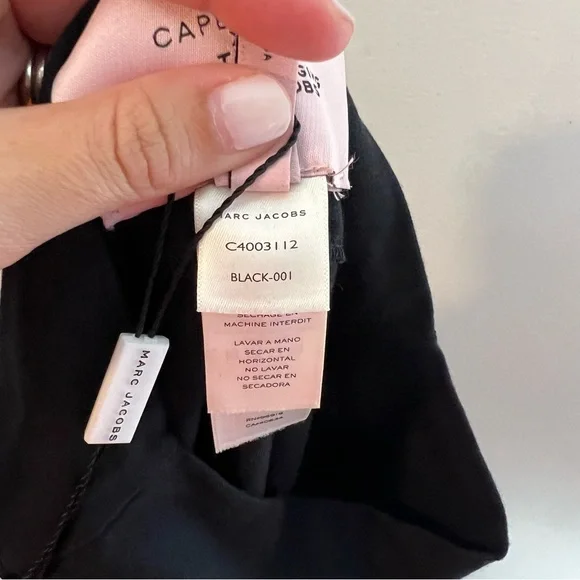 CAPE
MARC JACOBS
C4003112
BLACK-001
SECHAGE EN
MACHINE INTERDIT
LAVAR A MANO
SECAR EN
HORIZONTAL
NO LAVAR
NO SECAR EN
SECADORA
MARC JACOBS